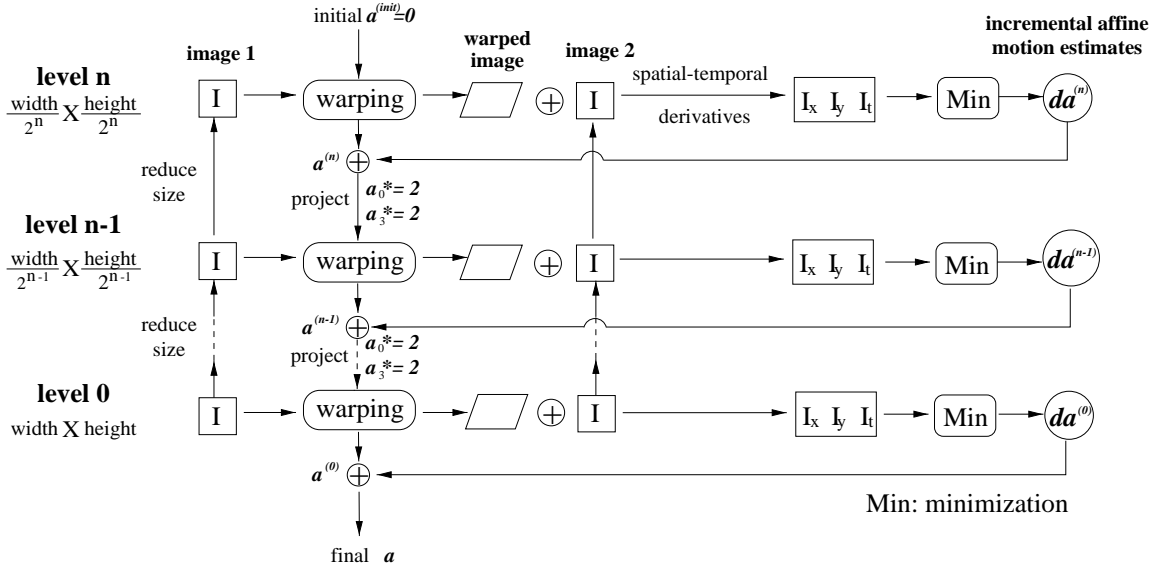 initial a^(init)=0
incremental affine
motion estimates
image 1
warped
image
image 2
level n
width/2^n X height/2^n
I
warping
+
I
spatial-temporal
derivatives
I_x I_y I_t
Min
da^(n)
a^(n)
+
reduce
size
project
a_0*= 2
a_3*= 2
level n-1
width/2^n-1 X height/2^n-1
I
warping
+
I
I_x I_y I_t
Min
da^(n-1)
a^(n-1)
+
reduce
size
project
a_0*= 2
a_3*= 2
level 0
width X height
I
warping
+
I
I_x I_y I_t
Min
da^(0)
a^(0)
+
Min: minimization
final a